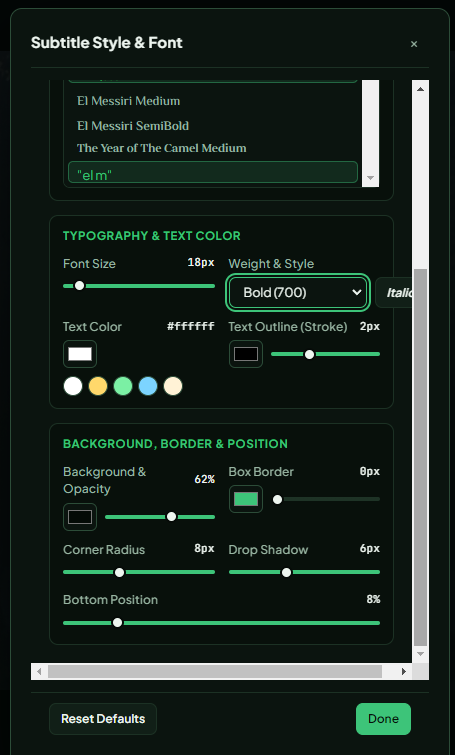 Subtitle Style & Font
×
El Messiri Medium
El Messiri SemiBold
The Year of The Camel Medium
"el m"
TYPOGRAPHY & TEXT COLOR
Font Size 18px
Weight & Style
Bold (700)
Italic
Text Color #ffffff
Text Outline (Stroke) 2px
BACKGROUND, BORDER & POSITION
Background &
Opacity
62%
Box Border 0px
Corner Radius 8px
Drop Shadow 6px
Bottom Position 8%
Reset Defaults
Done